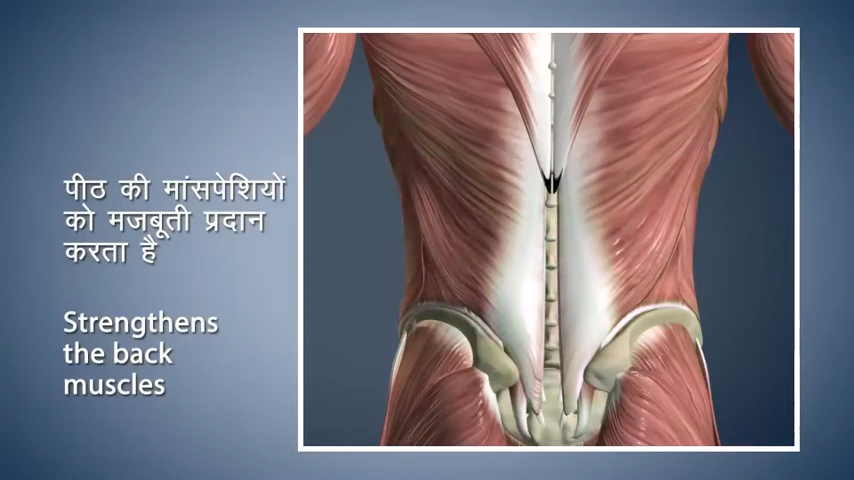 पीठ की मांसपेशियों
को मजबूती प्रदान
करता है
Strengthens
the back
muscles